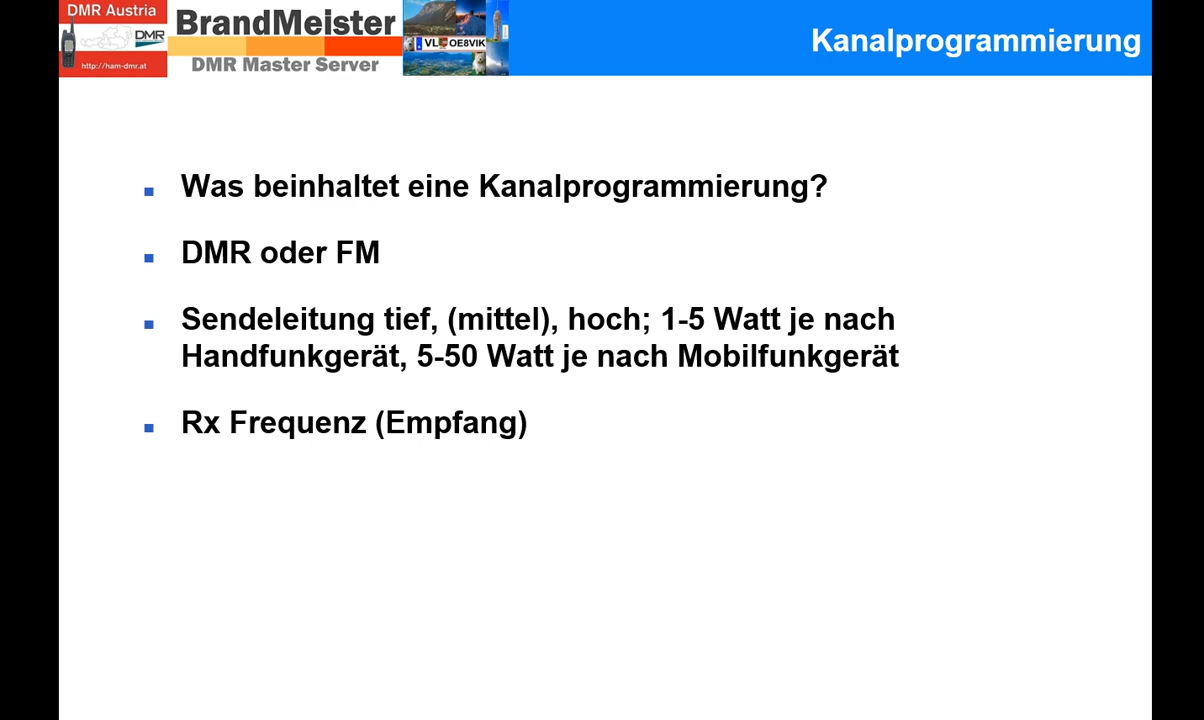 DMR Austria
DMR
http://ham-dmr.at
BrandMeister
DMR Master Server
VL OE8VIK
Kanalprogrammierung
Was beinhaltet eine Kanalprogrammierung?
DMR oder FM
Sendeleitung tief, (mittel), hoch; 1-5 Watt je nach
Handfunkgerät, 5-50 Watt je nach Mobilfunkgerät
Rx Frequenz (Empfang)